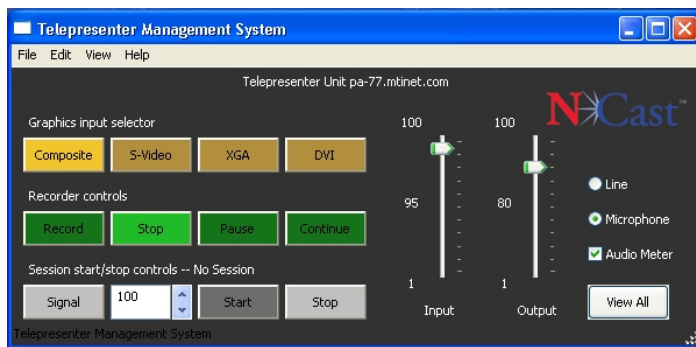 Telepresenter Management System
File Edit View Help
Telepresenter Unit pa-77.mtinet.com
NCast™
Graphics input selector
Composite S-Video XGA DVI
100 100
Line
Recorder controls
95 80
Microphone
Record Stop Pause Continue
Audio Meter
Session start/stop controls -- No Session
1 1
Signal 100 Start Stop
Input Output
View All
Telepresenter Management System